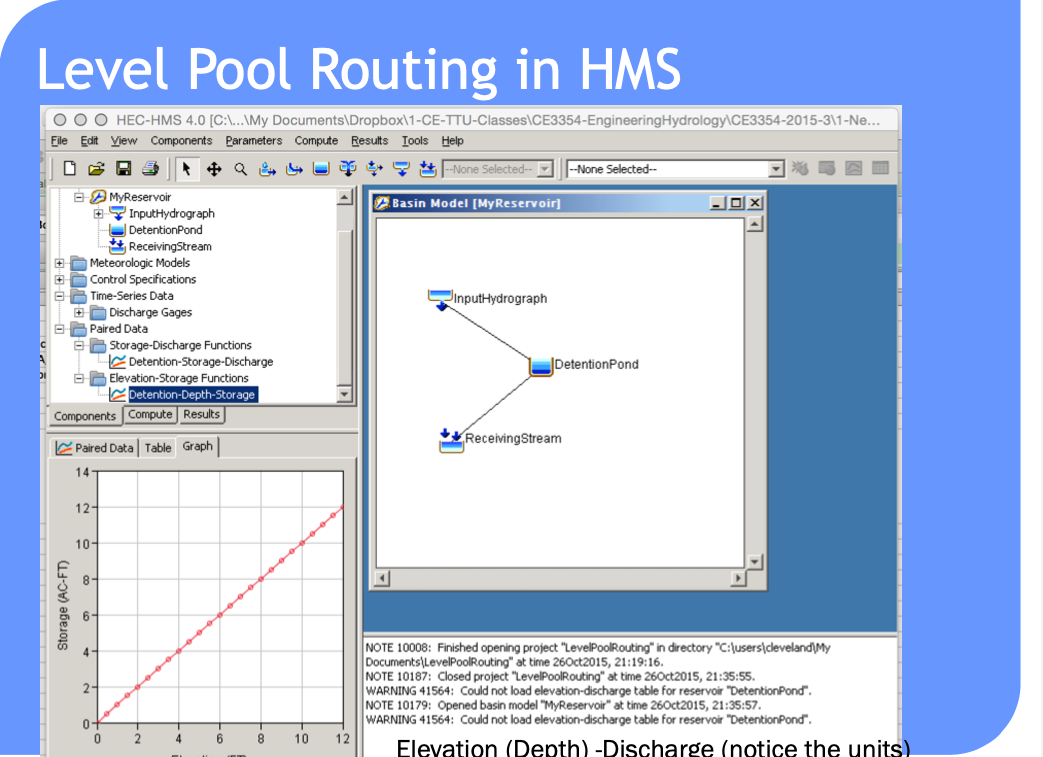 Level Pool Routing in HMS
HEC-HMS 4.0 [C:\...\My Documents\Dropbox\1-CE-TTU-Classes\CE3354-EngineeringHydrology\CE3354-2015-3\1-Ne...
File Edit View Components Parameters Compute Results Tools Help
--None Selected-- --None Selected--
MyReservoir
InputHydrograph
DetentionPond
ReceivingStream
Meteorologic Models
Control Specifications
Time-Series Data
Discharge Gages
Paired Data
Storage-Discharge Functions
Detention-Storage-Discharge
Elevation-Storage Functions
Detention-Depth-Storage
Components Compute Results
Paired Data Table Graph
14
12
10
8
6
4
2
0
Storage (AC-FT)
0 2 4 6 8 10 12
Basin Model [MyReservoir]
InputHydrograph
DetentionPond
ReceivingStream
NOTE 10008: Finished opening project "LevelPoolRouting" in directory "C:\users\cleveland\My
Documents\LevelPoolRouting" at time 26Oct2015, 21:19:16.
NOTE 10187: Closed project "LevelPoolRouting" at time 26Oct2015, 21:35:55.
WARNING 41564: Could not load elevation-discharge table for reservoir "DetentionPond".
NOTE 10179: Opened basin model "MyReservoir" at time 26Oct2015, 21:35:57.
WARNING 41564: Could not load elevation-discharge table for reservoir "DetentionPond".
Elevation (Depth) -Discharge (notice the units)